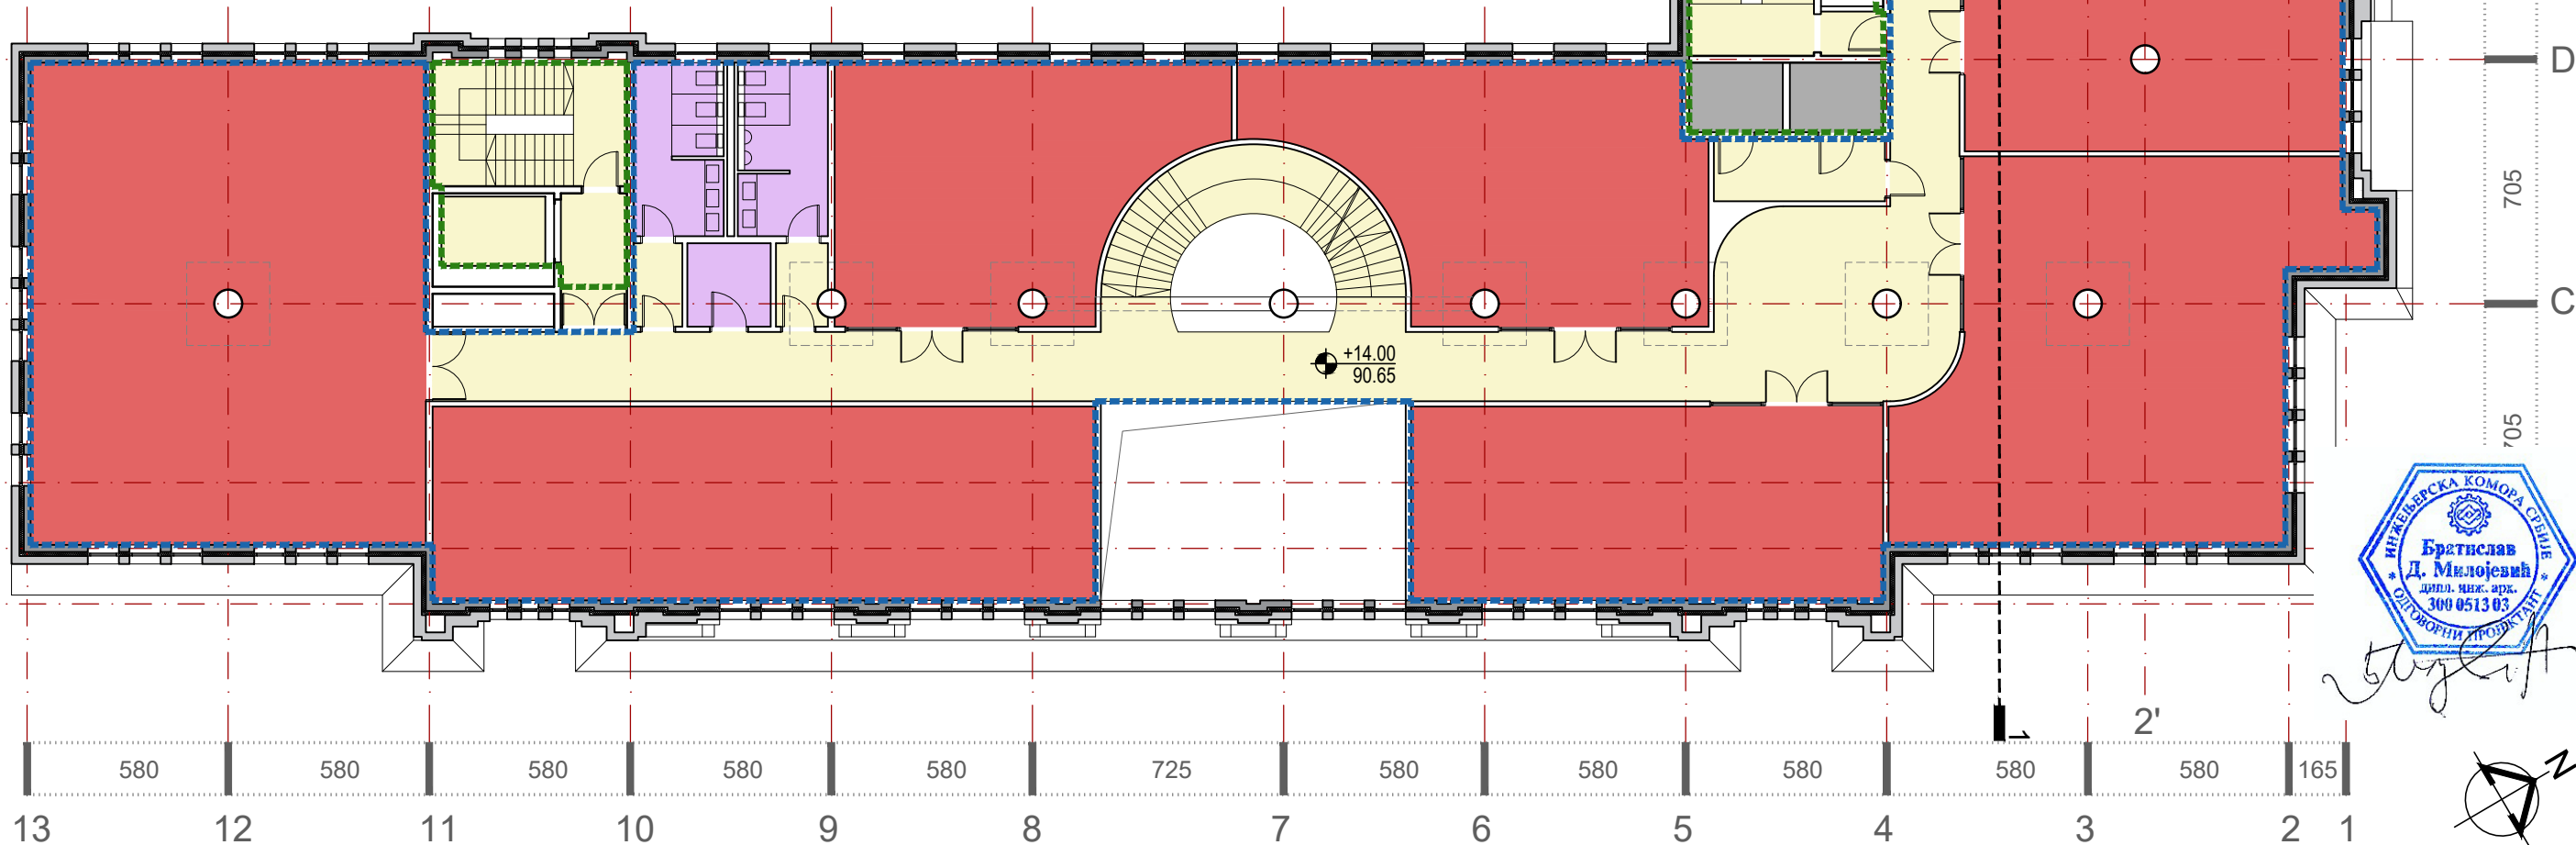 D
705
C
+14.00
90.65
705
ИНЖЕЊЕРСКА КОМОРА СРБИЈЕ
Братислав
Д. Милојевић
дипл. инж. арх.
300 0513 03
ОДГОВОРНИ ПРОЈЕКТАНТ
2'
1
N
580 580 580 580 580 725 580 580 580 580 580 165
13 12 11 10 9 8 7 6 5 4 3 2 1